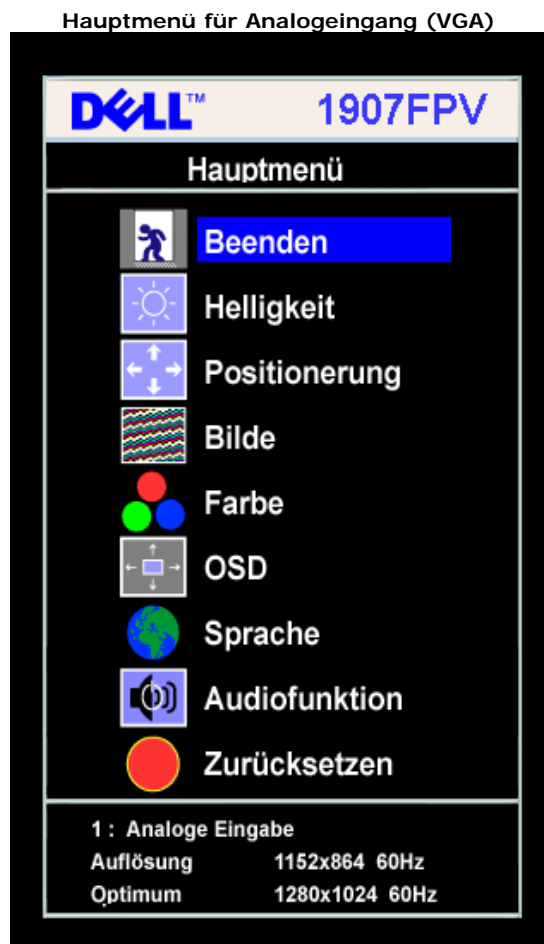 Hauptmenü für Analogeingang (VGA)
DELL™ 1907FPV
Hauptmenü
Beenden
Helligkeit
Positionerung
Bilde
Farbe
OSD
Sprache
Audiofunktion
Zurücksetzen
1 : Analoge Eingabe
Auflösung 1152x864 60Hz
Optimum 1280x1024 60Hz